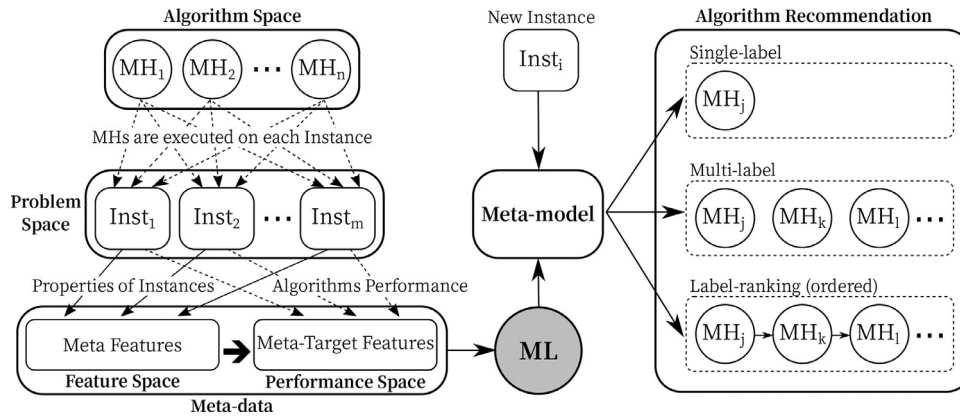 Algorithm Space
MH₁ MH₂ ··· MHₙ
MHs are executed on each Instance
Problem
Space
Inst₁ Inst₂ ··· Instₘ
Properties of Instances
Algorithms Performance
Meta Features
Meta-Target Features
Feature Space
Performance Space
Meta-data
ML
New Instance
Instᵢ
Meta-model
Algorithm Recommendation
Single-label
MHⱼ
Multi-label
MHⱼ MHₖ MHₗ ···
Label-ranking (ordered)
MHⱼ MHₖ MHₗ ···